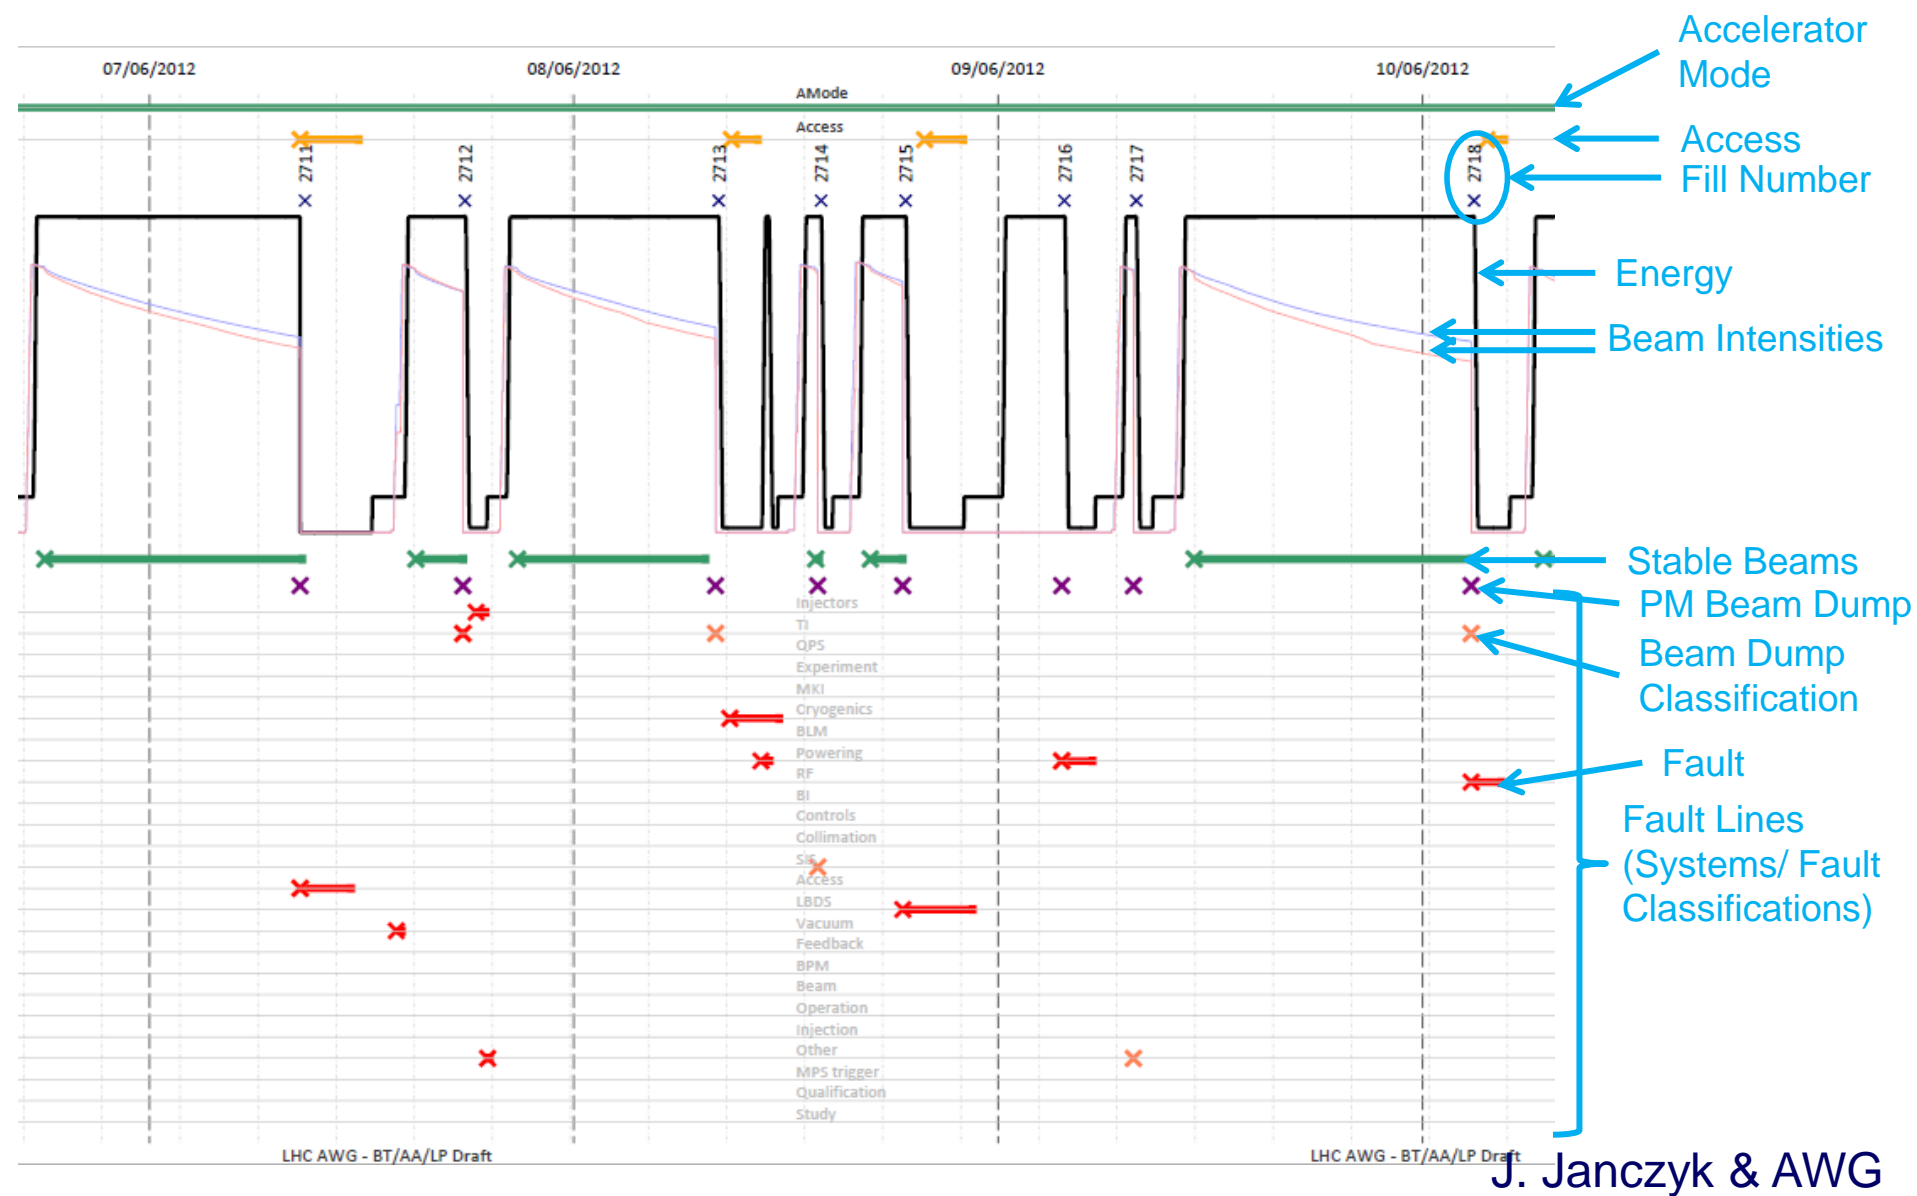 07/06/2012
08/06/2012
09/06/2012
10/06/2012
AMode
Access
2711
2712
2713
2714
2715
2716
2717
2718
Injectors
TI
QPS
Experiment
MKI
Cryogenics
BLM
Powering
RF
BI
Controls
Collimation
SIS
Access
LBDS
Vacuum
Feedback
BPM
Beam
Operation
Injection
Other
MPS trigger
Qualification
Study
LHC AWG - BT/AA/LP Draft
LHC AWG - BT/AA/LP Draft
Accelerator
Mode
Access
Fill Number
Energy
Beam Intensities
Stable Beams
PM Beam Dump
Beam Dump
Classification
Fault
Fault Lines
(Systems/ Fault
Classifications)
J. Janczyk & AWG